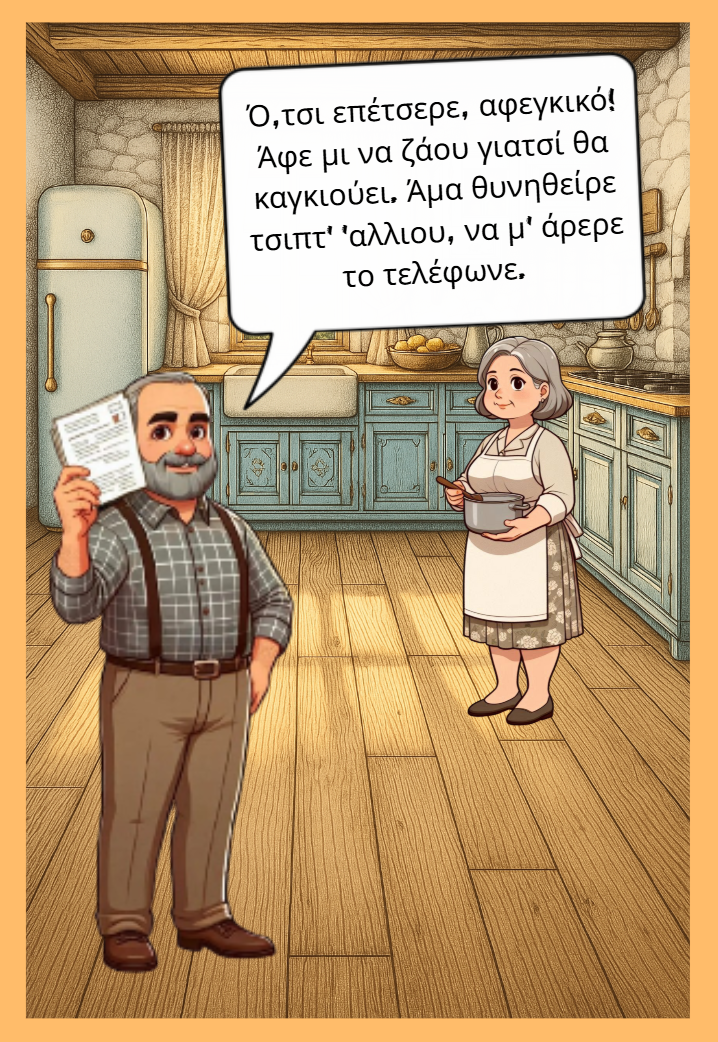 Ό,τσι επέτσερε, αφεγκικό!
Άφε μι να ζάου γιατσί θα
καγκιούει. Άμα θυνηθείρε
τσιπτ' 'αλλιου, να μ' άρερε
το τελέφωνε.